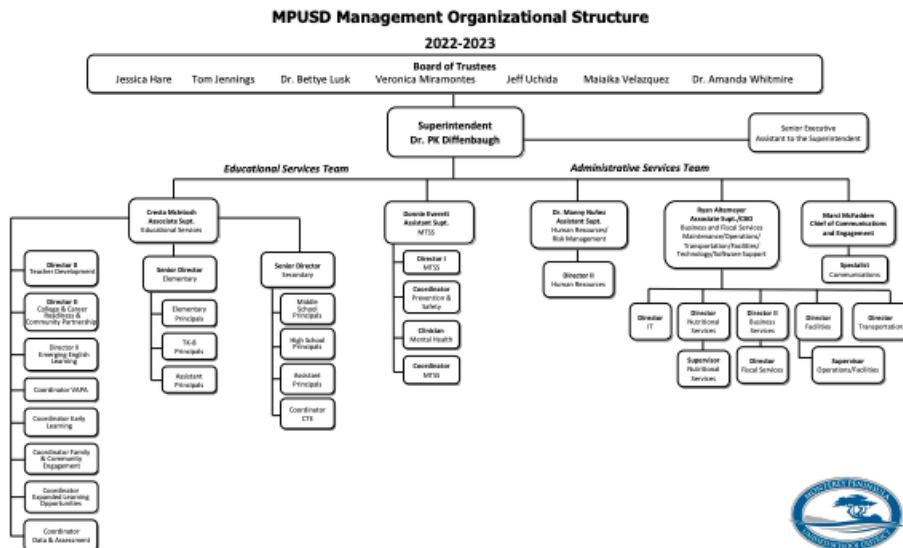 MPUSD Management Organizational Structure
2022-2023
Board of Trustees
Jessica Hare Tom Jennings Dr. Bettye Lusk Veronica Miramontes Jeff Uchida Maiaika Velazquez Dr. Amanda Whitmire
Superintendent
Dr. PK Diffenbaugh
Senior Executive
Assistant to the Superintendent
Educational Services Team
Administrative Services Team
Cresta McIntosh
Associate Supt.
Educational Services
Donnie Everett
Assistant Supt.
MTSS
Dr. Manny Nuñez
Assistant Supt.
Human Resources/
Risk Management
Ryan Altemeyer
Associate Supt./CBO
Business and Fiscal Services
Maintenance/Operations/
Transportation/Facilities/
Technology/Software Support
Marci McFadden
Chief of Communications
and Engagement
Director II
Teacher Development
Director II
College & Career
Readiness &
Community Partnership
Director II
Emerging English
Learning
Coordinator VAPA
Coordinator Early
Learning
Coordinator Family
& Community
Engagement
Coordinator
Expanded Learning
Opportunities
Coordinator
Data & Assessment
Senior Director
Elementary
Elementary
Principals
TK-8
Principals
Assistant
Principals
Senior Director
Secondary
Middle
School
Principals
High School
Principals
Assistant
Principals
Coordinator
CTE
Director I
MTSS
Coordinator
Prevention &
Safety
Clinician
Mental Health
Coordinator
MTSS
Director II
Human Resources
Specialist
Communications
Director
IT
Director
Nutritional
Services
Supervisor
Nutritional
Services
Director II
Business
Services
Director
Fiscal Services
Director
Facilities
Supervisor
Operations/Facilities
Director
Transportation
MONTEREY PENINSULA
UNIFIED SCHOOL DISTRICT